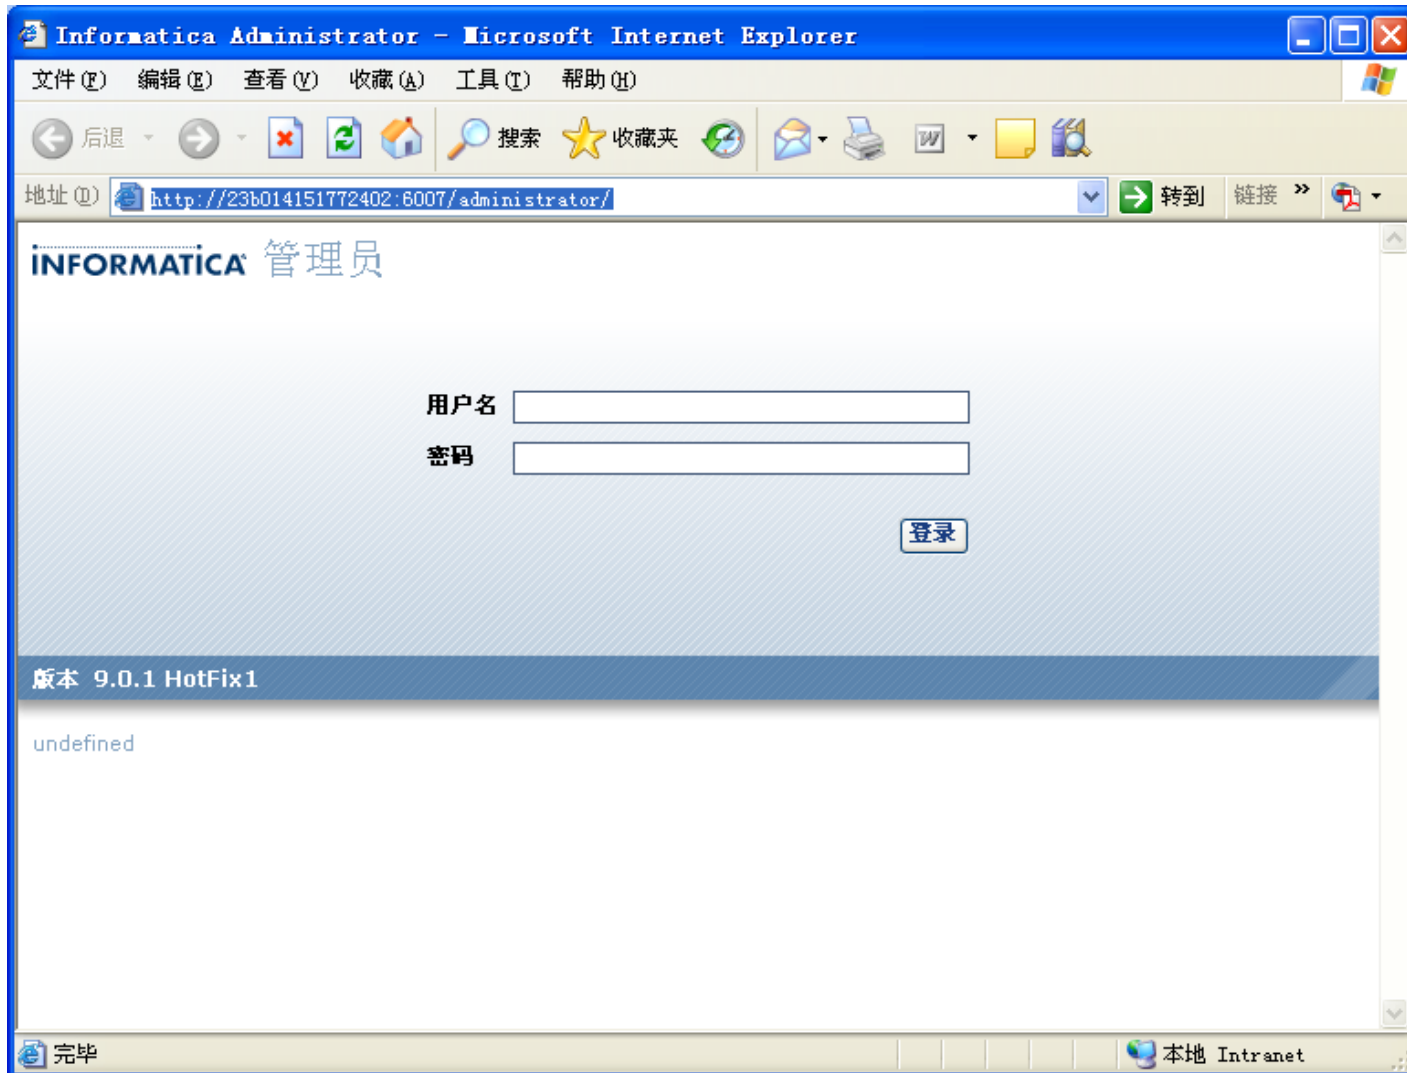 Informatica Administrator - Microsoft Internet Explorer
文件(F) 编辑(E) 查看(V) 收藏(A) 工具(T) 帮助(H)
后退 搜索 收藏夹
地址(D) http://23b014151772402:6007/administrator/ 转到 链接 »
INFORMATICA 管理员
用户名
密码
登录
版本 9.0.1 HotFix1
undefined
完毕 本地 Intranet